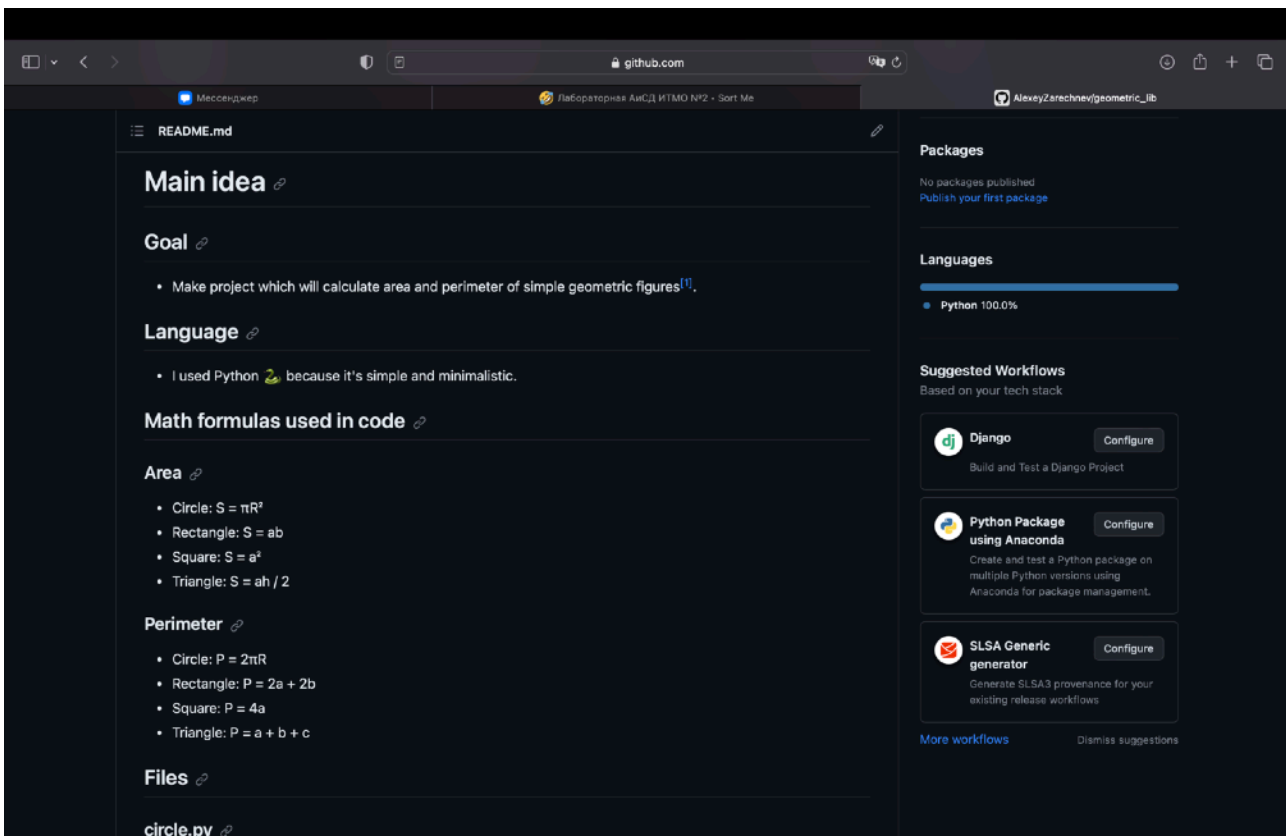 github.com
Мессенджер
Лабораторная АиСД ИТМО №2 - Sort Me
AlexeyZarechnev/geometric_lib
README.md
Main idea
Goal
• Make project which will calculate area and perimeter of simple geometric figures[1].
Language
• I used Python 🐍 because it's simple and minimalistic.
Math formulas used in code
Area
• Circle: S = πR²
• Rectangle: S = ab
• Square: S = a²
• Triangle: S = ah / 2
Perimeter
• Circle: P = 2πR
• Rectangle: P = 2a + 2b
• Square: P = 4a
• Triangle: P = a + b + c
Files
circle.py
Packages
No packages published
Publish your first package
Languages
Python 100.0%
Suggested Workflows
Based on your tech stack
dj
Django
Configure
Build and Test a Django Project
Python Package
using Anaconda
Configure
Create and test a Python package on
multiple Python versions using
Anaconda for package management.
SLSA Generic
generator
Configure
Generate SLSA3 provenance for your
existing release workflows
More workflows
Dismiss suggestions